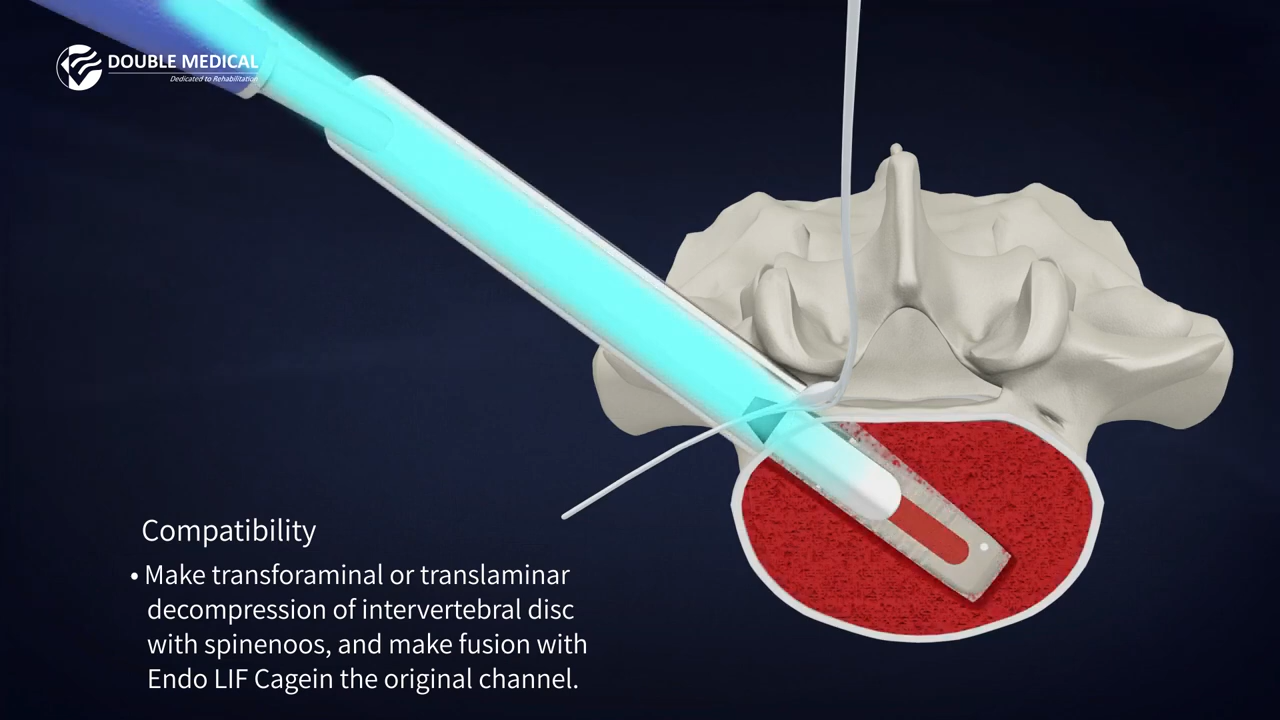 DOUBLE MEDICAL
Dedicated to Rehabilitation
Compatibility
• Make transforaminal or translaminar
decompression of intervertebral disc
with spinenoos, and make fusion with
Endo LIF Cagein the original channel.